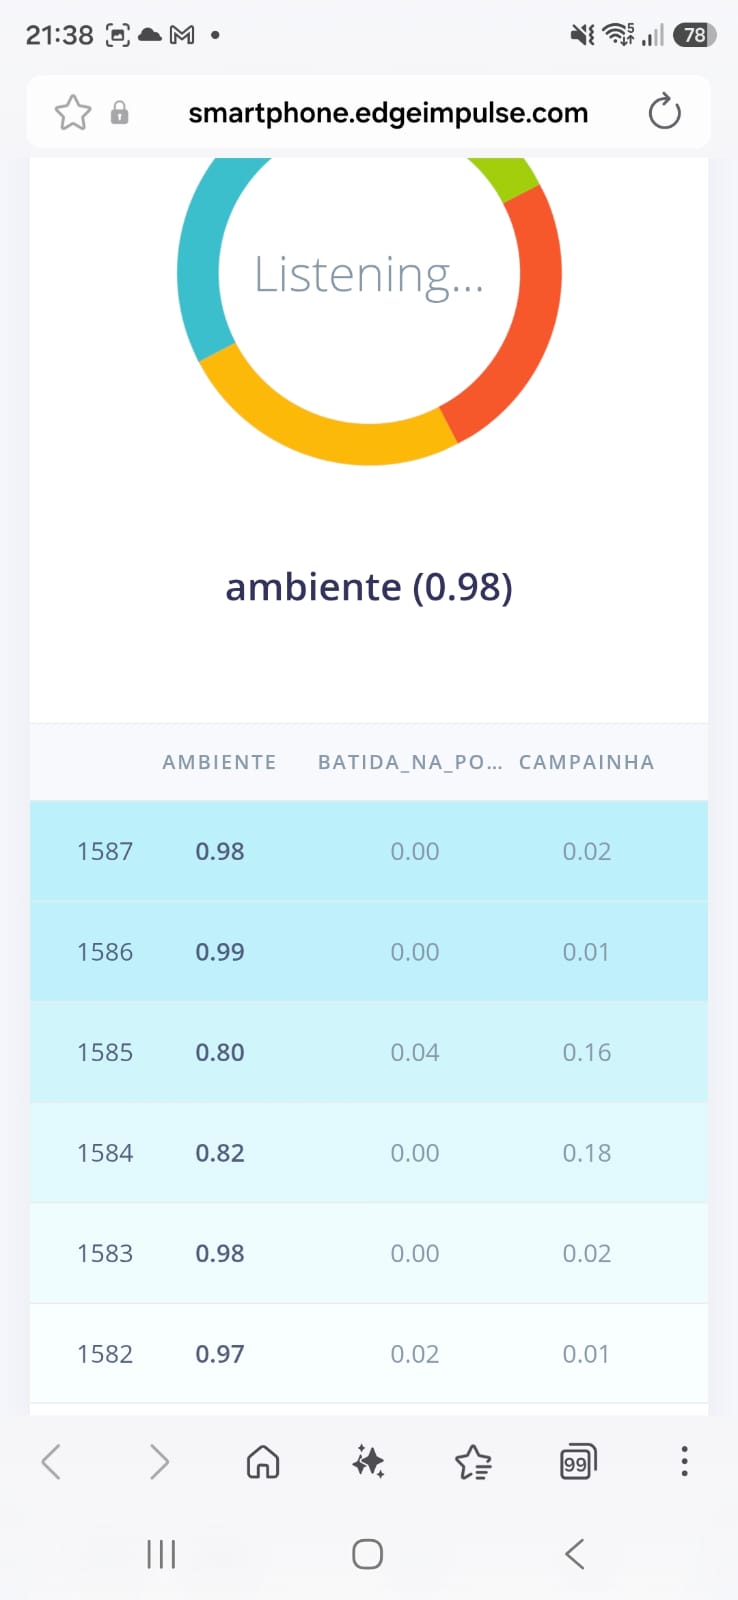 21:38
5 78
smartphone.edgeimpulse.com
Listening...
ambiente (0.98)
AMBIENTE BATIDA_NA_PO... CAMPAINHA
1587 0.98 0.00 0.02
1586 0.99 0.00 0.01
1585 0.80 0.04 0.16
1584 0.82 0.00 0.18
1583 0.98 0.00 0.02
1582 0.97 0.02 0.01
99